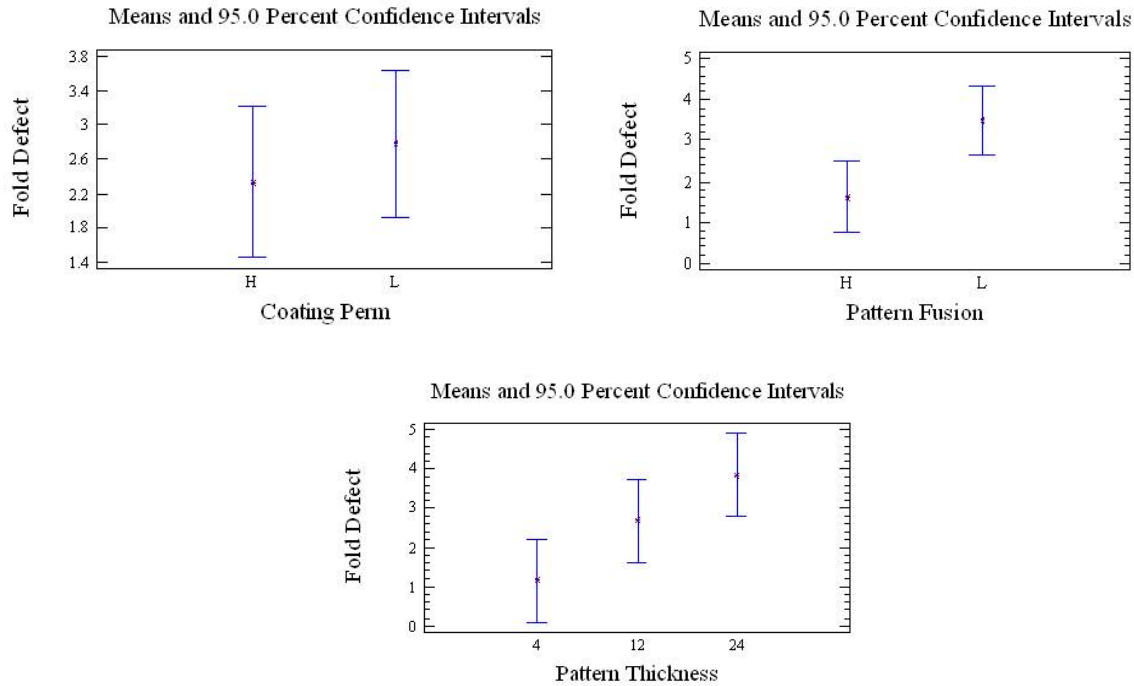 Means and 95.0 Percent Confidence Intervals
Fold Defect
3.8
3.4
3
2.6
2.2
1.8
1.4
H L
Coating Perm
Means and 95.0 Percent Confidence Intervals
Fold Defect
5
4
3
2
1
0
H L
Pattern Fusion
Means and 95.0 Percent Confidence Intervals
Fold Defect
5
4
3
2
1
0
4 12 24
Pattern Thickness